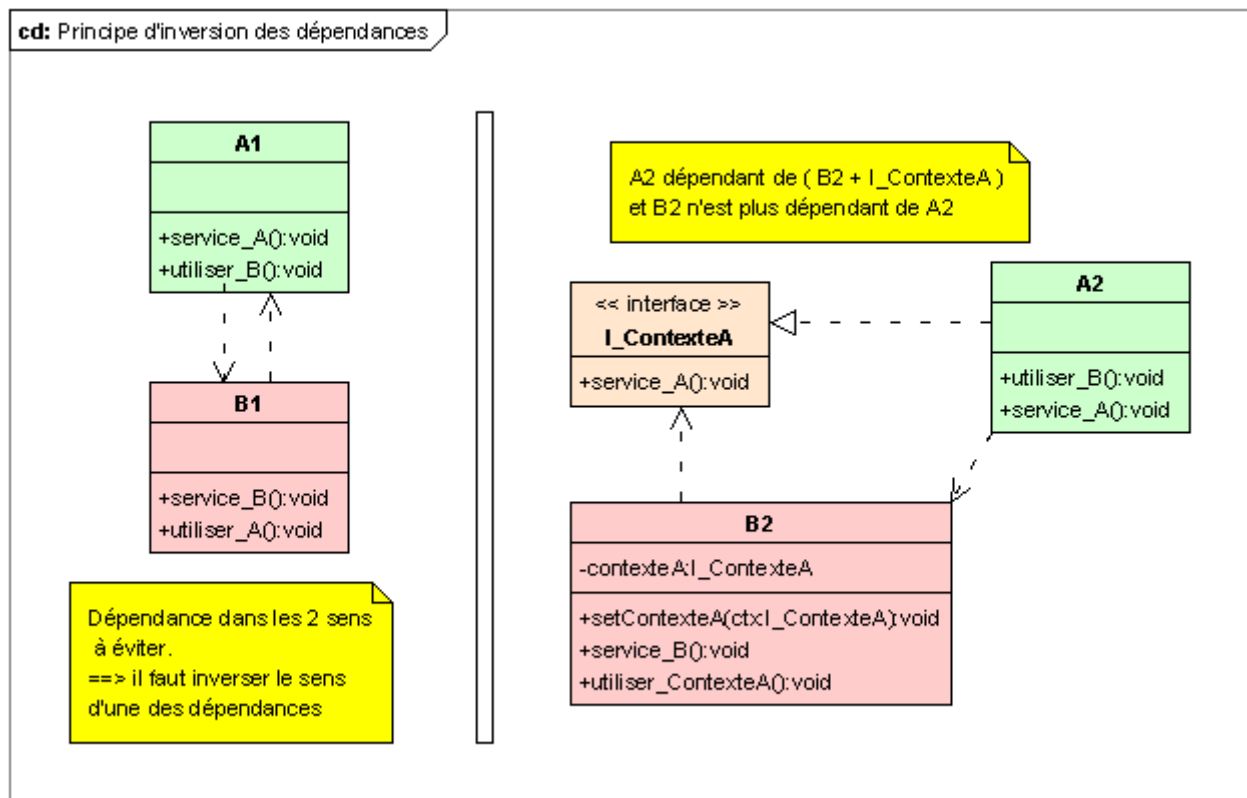 cd: Principe d'inversion des dépendances
A1
+service_A():void
+utiliser_B():void
B1
+service_B():void
+utiliser_A():void
Dépendance dans les 2 sens
à éviter.
==> il faut inverser le sens
d'une des dépendances
A2 dépendant de ( B2 + I_ContexteA )
et B2 n'est plus dépendant de A2
<< interface >>
I_ContexteA
+service_A():void
A2
+utiliser_B():void
+service_A():void
B2
-contexteA:I_ContexteA
+setContexteA(ctx:I_ContexteA):void
+service_B():void
+utiliser_ContexteA():void